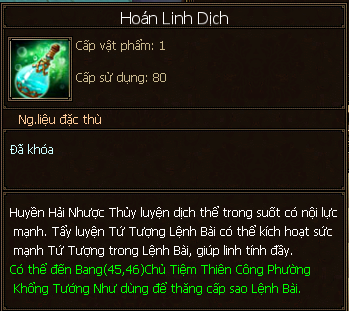 Hoán Linh Dịch
Cấp vật phẩm: 1
Cấp sử dụng: 80
Ng.liệu đặc thù
Đã khóa
Huyền Hải Nhược Thủy luyện dịch thể trong suốt có nội lực
mạnh. Tẩy luyện Tứ Tượng Lệnh Bài có thể kích hoạt sức
mạnh Tứ Tượng trong Lệnh Bài, giúp linh tính đầy.
Có thể đến Bang(45,46)Chủ Tiệm Thiên Công Phường
Khổng Tướng Như dùng để thăng cấp sao Lệnh Bài.